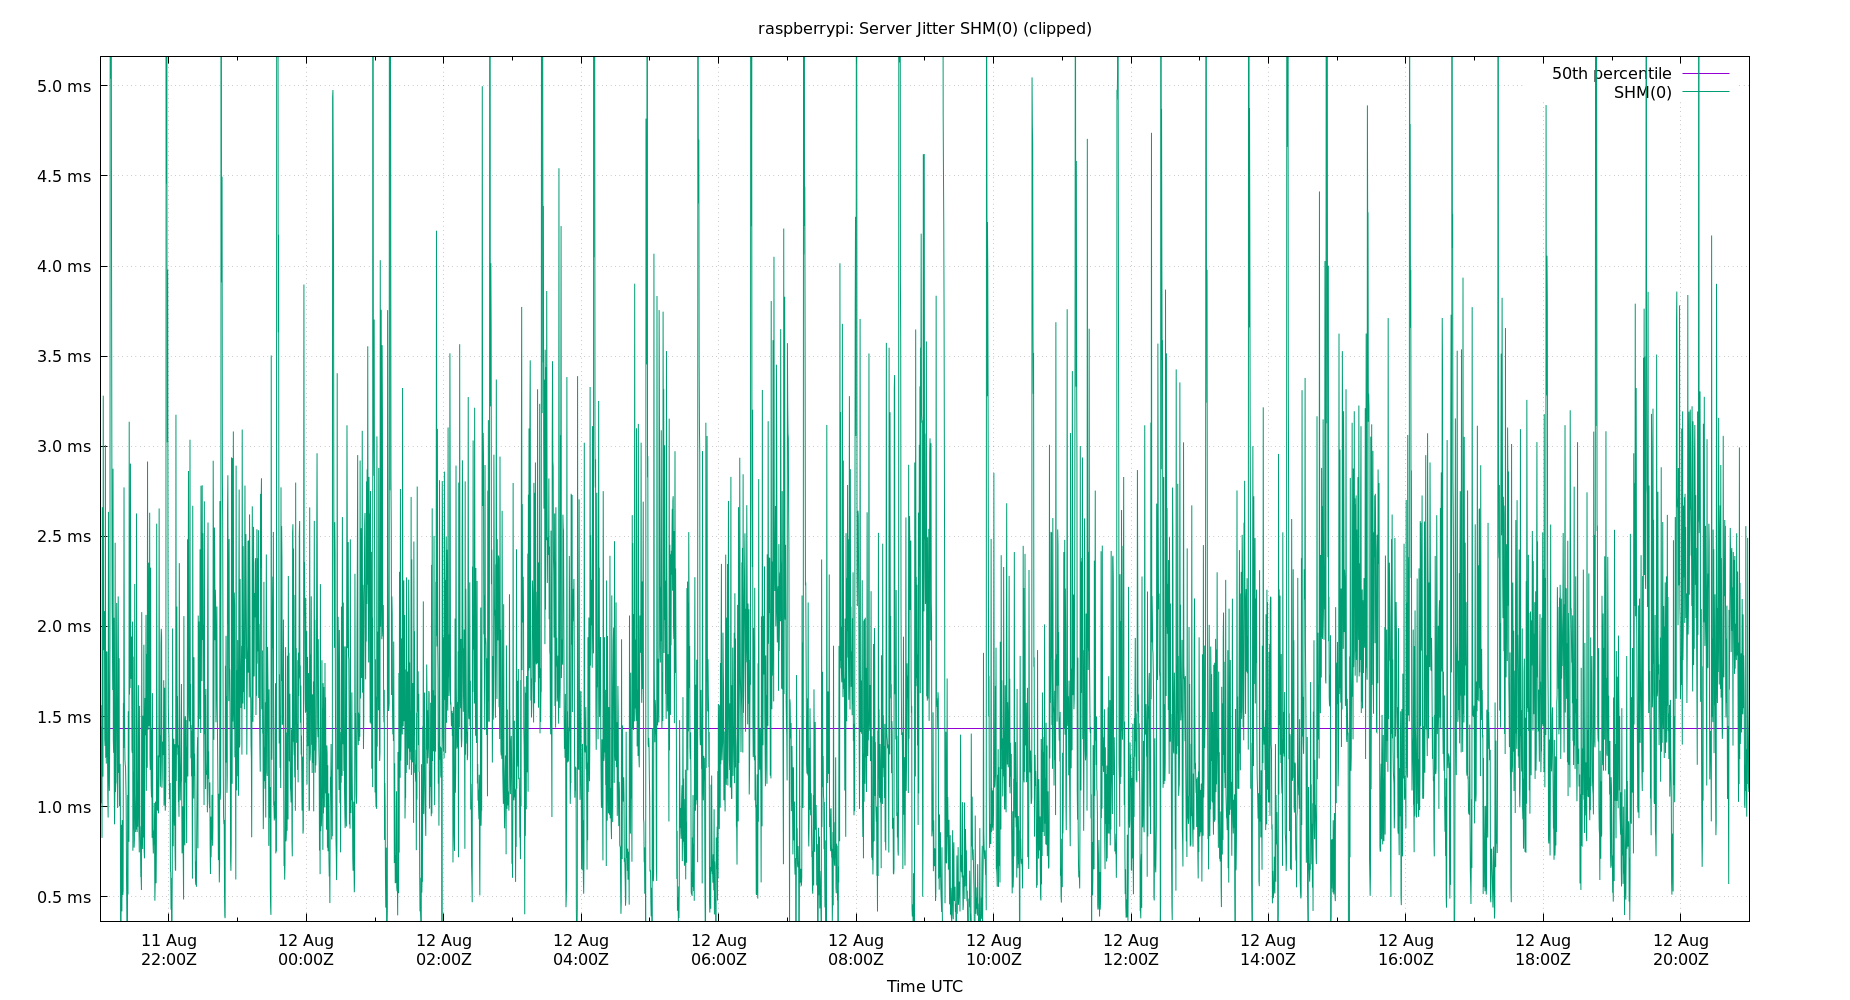 raspberrypi: Server Jitter SHM(0) (clipped)
50th percentile
SHM(0)
5.0 ms
4.5 ms
4.0 ms
3.5 ms
3.0 ms
2.5 ms
2.0 ms
1.5 ms
1.0 ms
0.5 ms
11 Aug 12 Aug 12 Aug 12 Aug 12 Aug 12 Aug 12 Aug 12 Aug 12 Aug 12 Aug 12 Aug 12 Aug
22:00Z 00:00Z 02:00Z 04:00Z 06:00Z 08:00Z 10:00Z 12:00Z 14:00Z 16:00Z 18:00Z 20:00Z
Time UTC